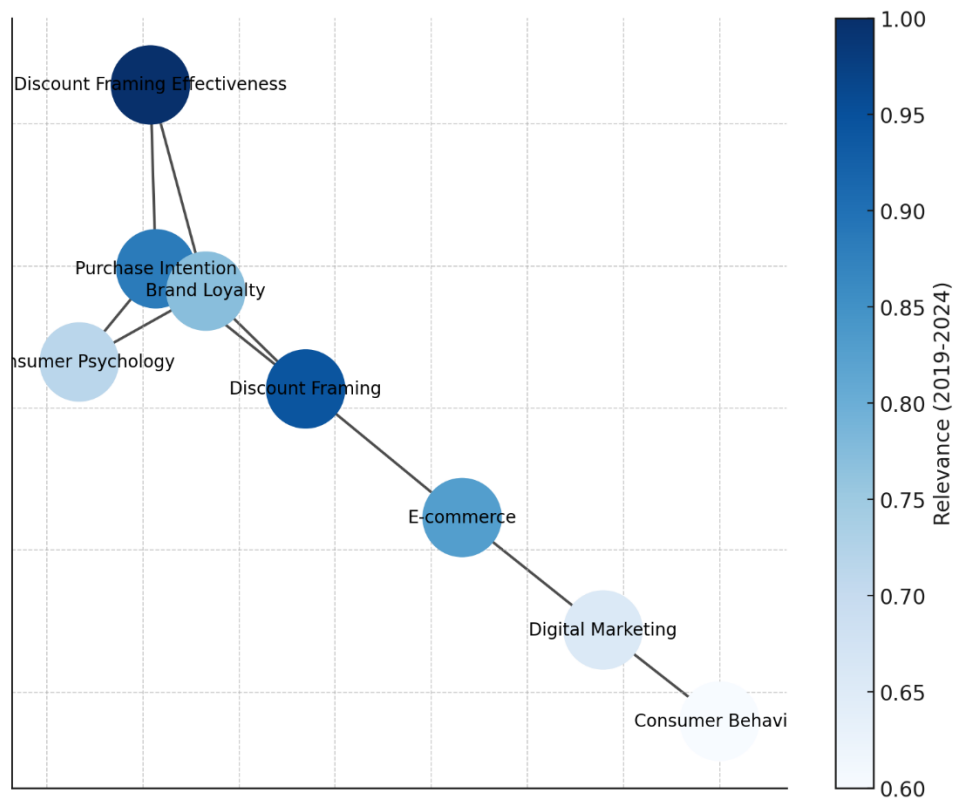 Discount Framing Effectiveness
Purchase Intention
Brand Loyalty
nsumer Psychology
Discount Framing
E-commerce
Digital Marketing
Consumer Behavi
1.00
0.95
0.90
0.85
0.80
0.75
0.70
0.65
0.60
Relevance (2019-2024)